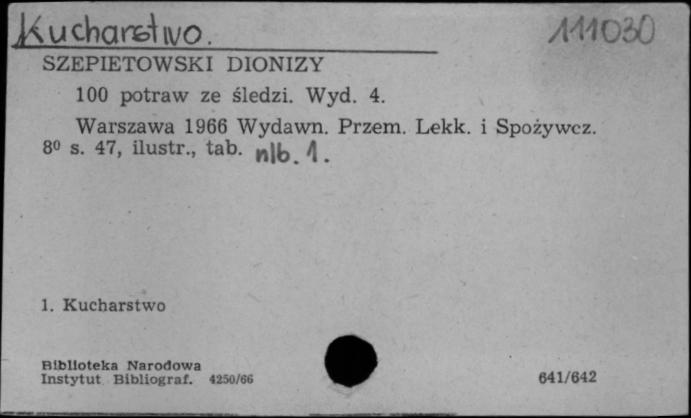 Kucharstwo. 111030
SZEPIETOWSKI DIONIZY
100 potraw ze śledzi. Wyd. 4.
Warszawa 1966 Wydawn. Przem. Lekk. i Spożywcz.
8⁰ s. 47, ilustr., tab. nlb. 1.
1. Kucharstwo
Biblioteka Narodowa
Instytut Bibliograf. 4250/66 641/642